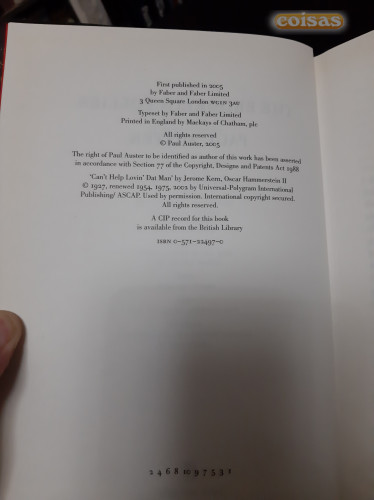 coisas
First published in 2005
by Faber and Faber Limited
3 Queen Square London WC1N 3AU
Typeset by Faber and Faber Limited
Printed in England by Mackays of Chatham, plc
All rights reserved
© Paul Auster, 2005
The right of Paul Auster to be identified as author of this work has been asserted
in accordance with Section 77 of the Copyright, Designs and Patents Act 1988
'Can't Help Lovin' Dat Man' by Jerome Kern, Oscar Hammerstein II
© 1927, renewed 1954, 1975, 2002 by Universal-Polygram International
Publishing/ ASCAP. Used by permission. International copyright secured.
All rights reserved.
A CIP record for this book
is available from the British Library
ISBN 0-571-22497-0
2 4 6 8 10 9 7 5 3 1